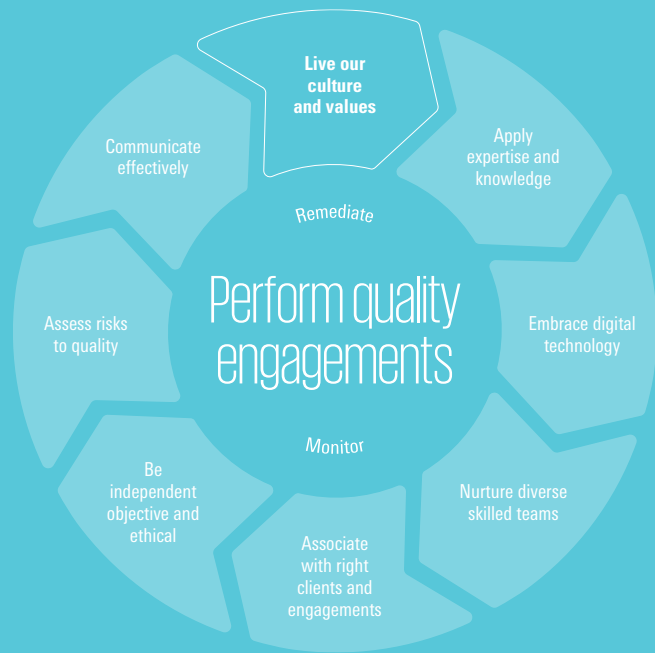 Live our
culture
and values
Apply
expertise and
knowledge
Embrace digital
technology
Nurture diverse
skilled teams
Associate
with right
clients and
engagements
Be
independent
objective and
ethical
Assess risks
to quality
Communicate
effectively
Remediate
Perform quality
engagements
Monitor